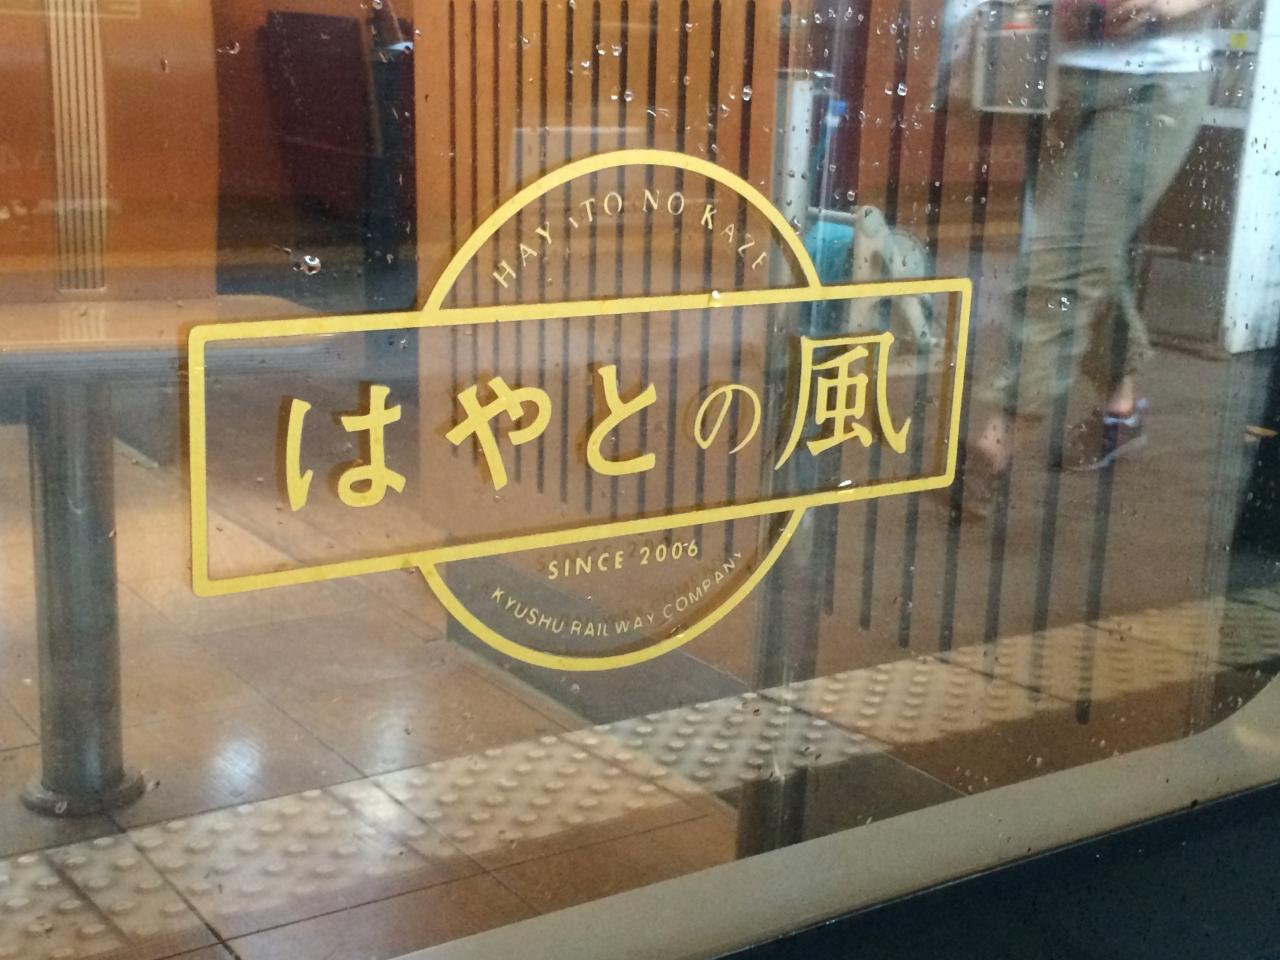 HAYATO NO KAZE
はやとの風
SINCE 2006
KYUSHU RAILWAY COMPANY